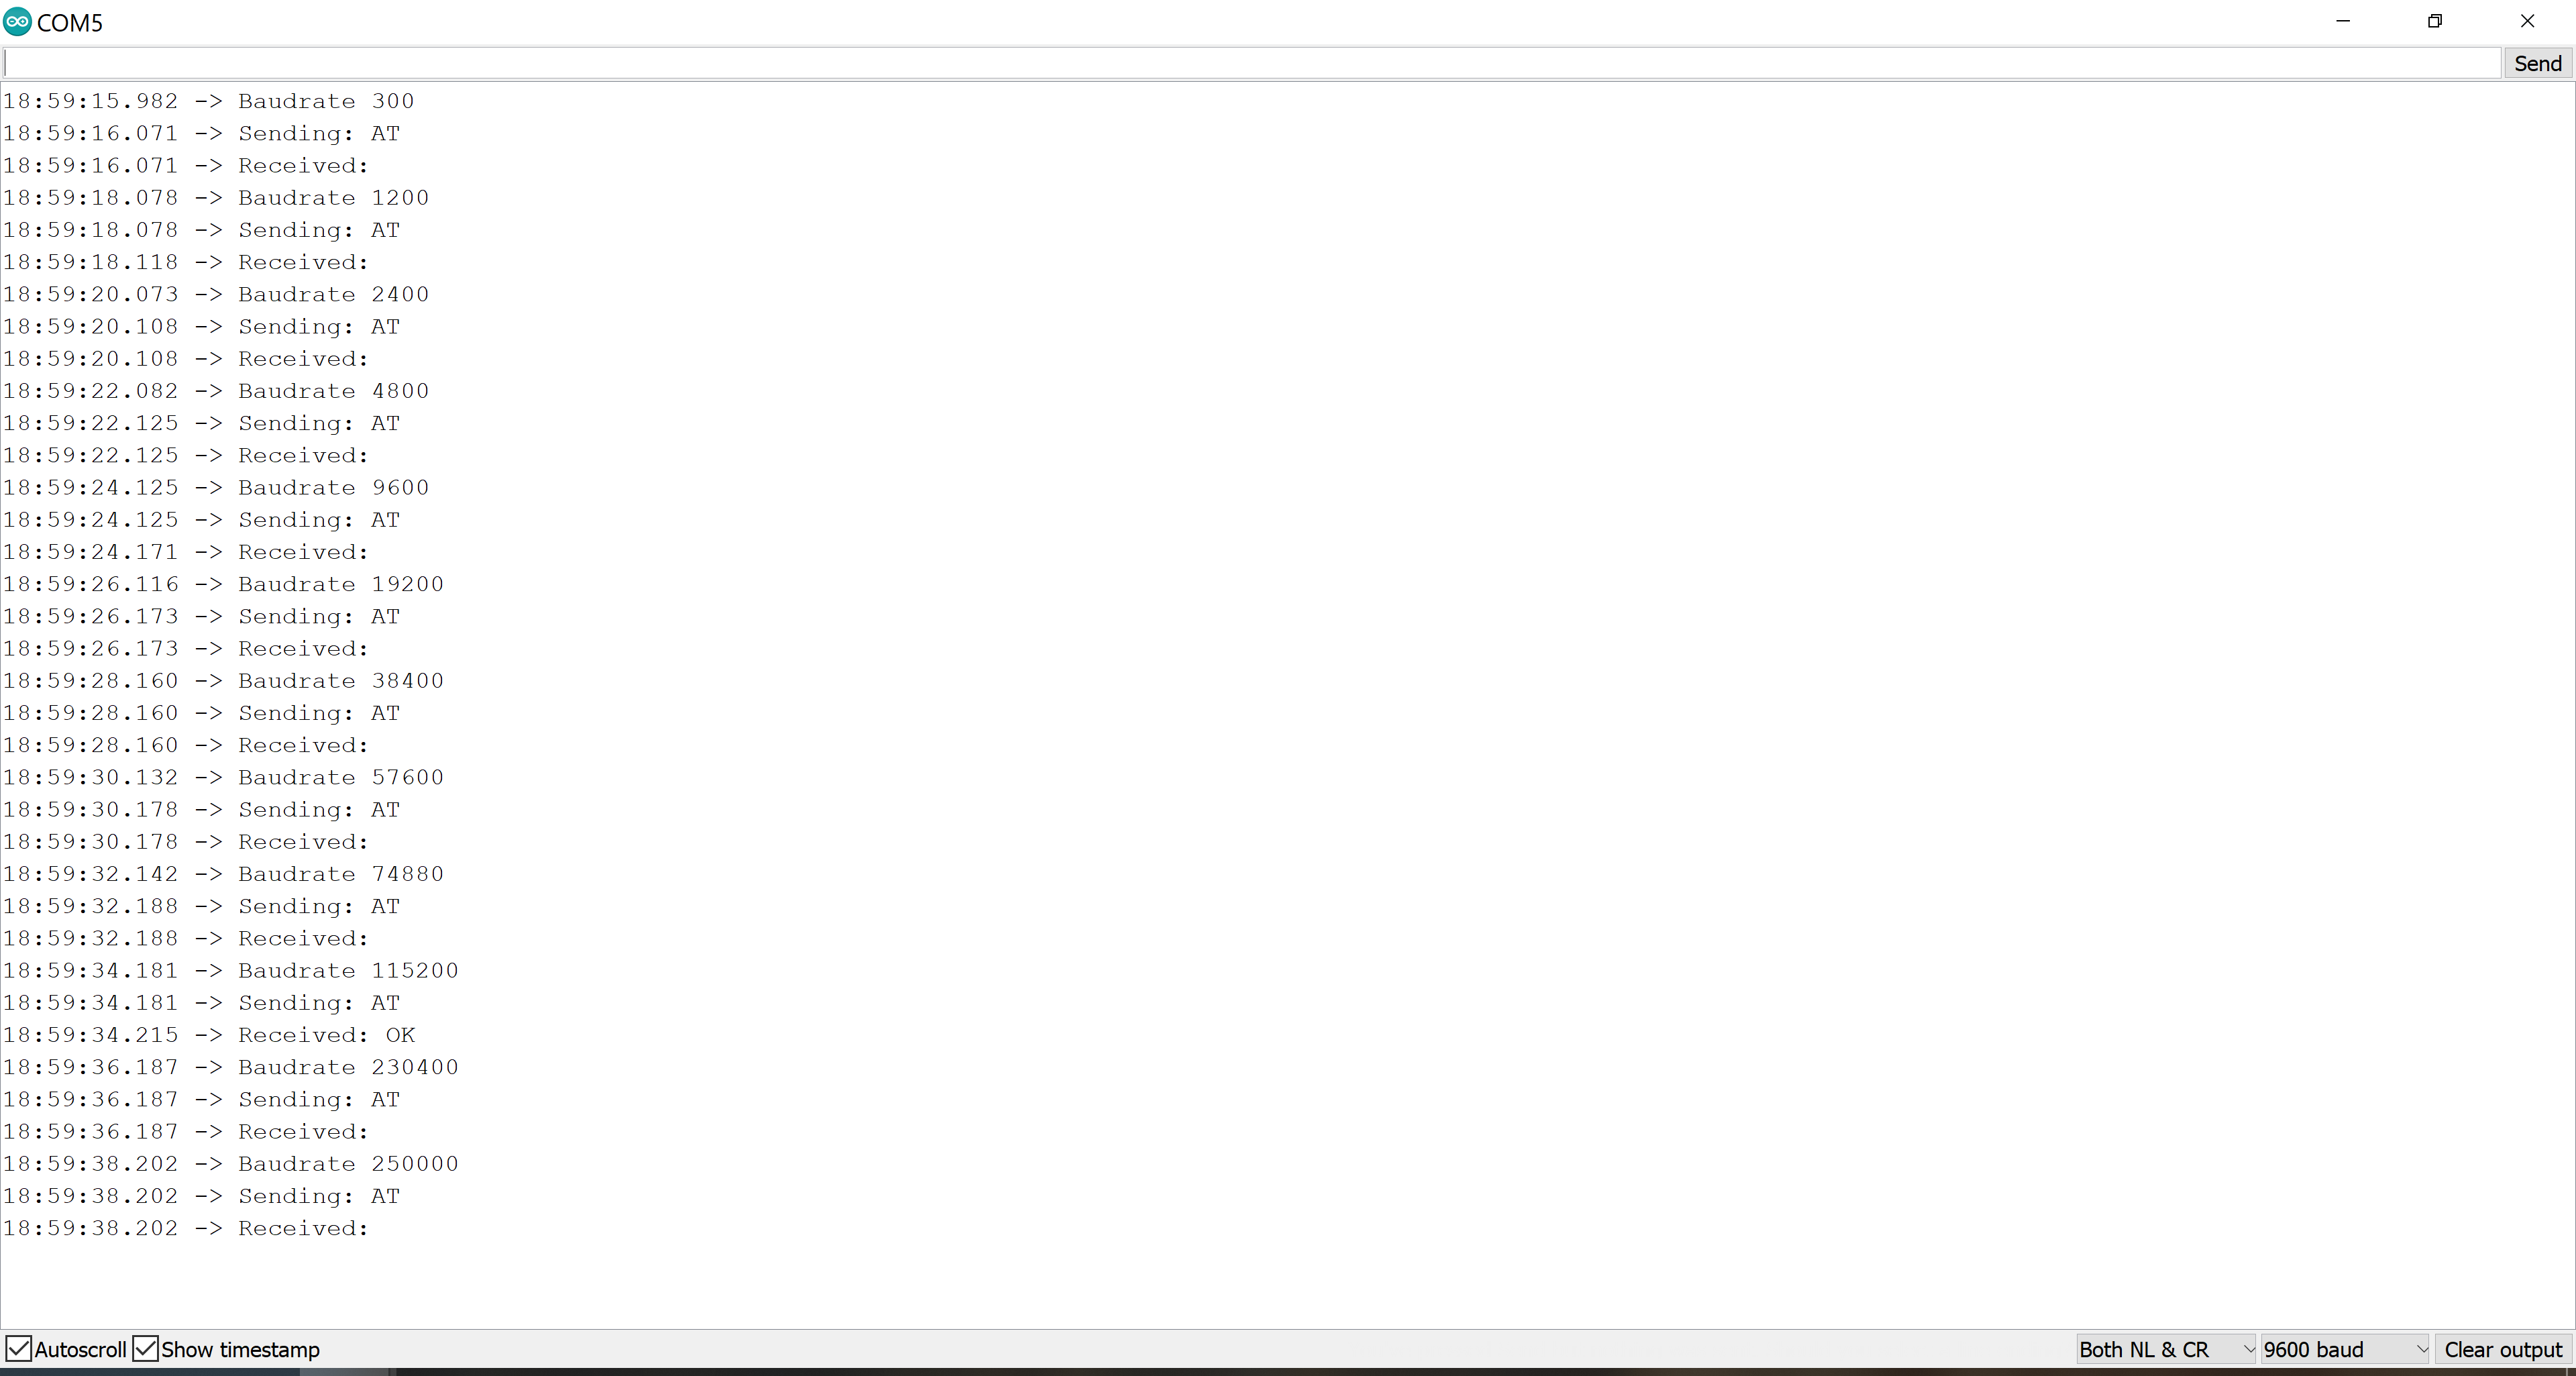 COM5
Send
18:59:15.982 -> Baudrate 300
18:59:16.071 -> Sending: AT
18:59:16.071 -> Received:
18:59:18.078 -> Baudrate 1200
18:59:18.078 -> Sending: AT
18:59:18.118 -> Received:
18:59:20.073 -> Baudrate 2400
18:59:20.108 -> Sending: AT
18:59:20.108 -> Received:
18:59:22.082 -> Baudrate 4800
18:59:22.125 -> Sending: AT
18:59:22.125 -> Received:
18:59:24.125 -> Baudrate 9600
18:59:24.125 -> Sending: AT
18:59:24.171 -> Received:
18:59:26.116 -> Baudrate 19200
18:59:26.173 -> Sending: AT
18:59:26.173 -> Received:
18:59:28.160 -> Baudrate 38400
18:59:28.160 -> Sending: AT
18:59:28.160 -> Received:
18:59:30.132 -> Baudrate 57600
18:59:30.178 -> Sending: AT
18:59:30.178 -> Received:
18:59:32.142 -> Baudrate 74880
18:59:32.188 -> Sending: AT
18:59:32.188 -> Received:
18:59:34.181 -> Baudrate 115200
18:59:34.181 -> Sending: AT
18:59:34.215 -> Received: OK
18:59:36.187 -> Baudrate 230400
18:59:36.187 -> Sending: AT
18:59:36.187 -> Received:
18:59:38.202 -> Baudrate 250000
18:59:38.202 -> Sending: AT
18:59:38.202 -> Received:
Autoscroll Show timestamp Both NL & CR 9600 baud Clear output